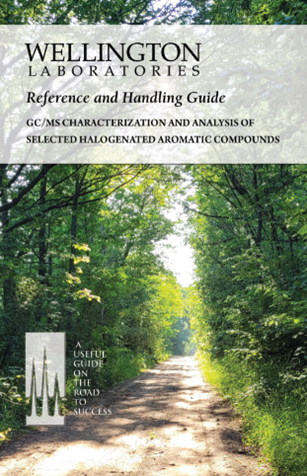 WELLINGTON
LABORATORIES
Reference and Handling Guide
GC/MS CHARACTERIZATION AND ANALYSIS OF
SELECTED HALOGENATED AROMATIC COMPOUNDS
A
USEFUL
GUIDE
ON
THE
ROAD
TO
SUCCESS